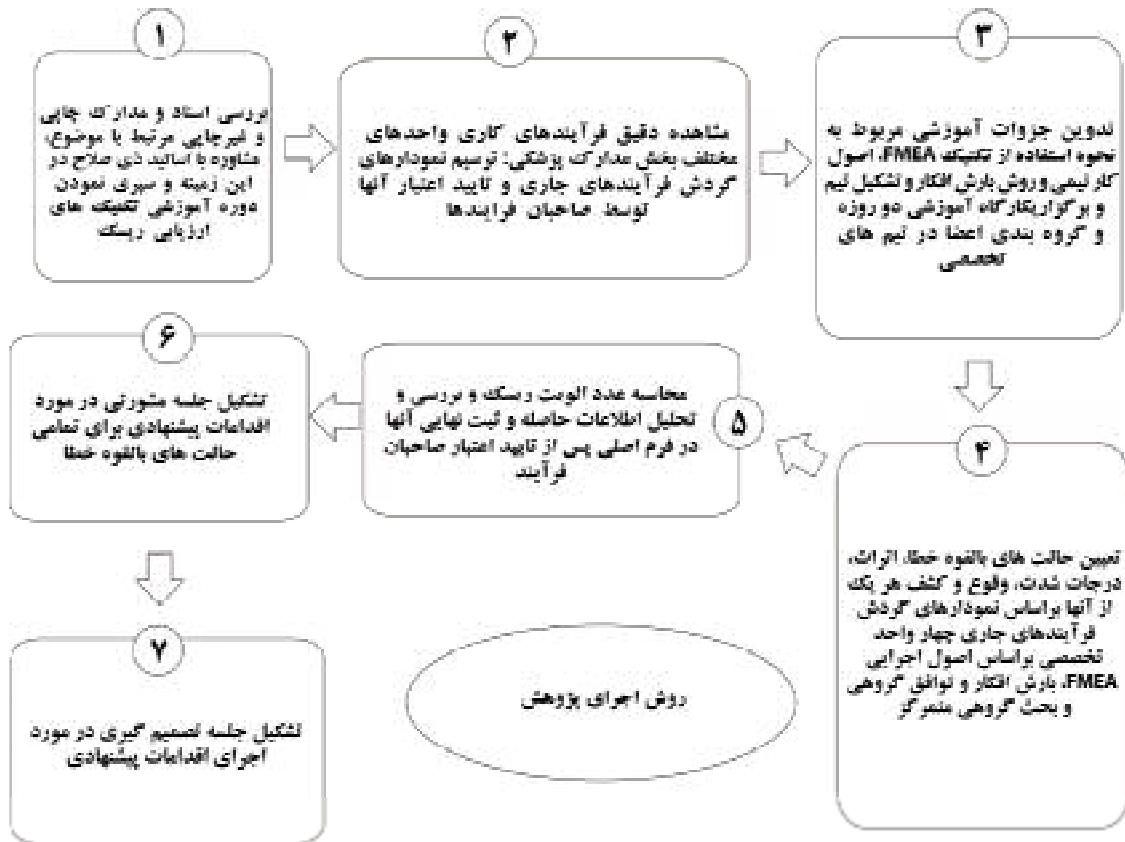 ۱
بررسی اسناد و مدارک چاپی
و غیرچاپی مرتبط با موضوع،
مشاوره با اساتید ذی صلاح در
این زمینه و سپری نمودن
دوره آموزشی تکنیک های
ارزیابی ریسک
۲
مشاهده دقیق فرآیندهای کاری واحدهای
مختلف بخش مدارک پزشکی: ترسیم نمودارهای
گردش فرآیندهای جاری و تایید اعتبار آنها
توسط صاحبان فرایندها
۳
تدوین جزوات آموزشی مربوط به
نحوه استفاده از تکنیک FMEA، اصول
کار تیمی و روش بارش افکار و تشکیل تیم
و برگزاریکارگاه آموزشی دو روزه
و گروه بندی اعضا در تیم های
تخصصی
۴
تعیین حالت های بالقوه خطا، اثرات،
درجات شدت، وقوع و کشف هر یک
از آنها براساس نمودارهای گردش
فرآیندهای جاری چهار واحد
تخصصی براساس اصول اجرایی
FMEA، بارش افکار و توافق گروهی
و بحث گروهی متمرکز
۵
محاسبه عدد الویت ریسک و بررسی و
تحلیل اطلاعات حاصله و ثبت نهایی آنها
در فرم اصلی پس از تایید اعتبار صاحبان
فرآیند
۶
تشکیل جلسه مشورتی در مورد
اقدامات پیشنهادی برای تمامی
حالت های بالقوه خطا
۷
تشکیل جلسه تصمیم گیری در مورد
اجرای اقدامات پیشنهادی
روش اجرای پژوهش